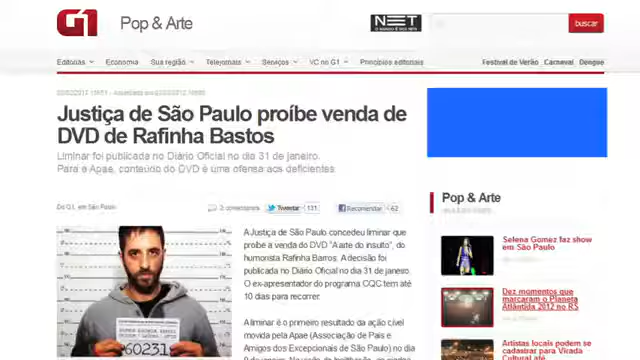 G1
Pop & Arte
NET
buscar
Editorias
Economia
Sua região
Telejornais
Serviços
VC no G1
Princípios editoriais
Festival de Verão
Carnaval
Dengue
Justiça de São Paulo proíbe venda de
DVD de Rafinha Bastos
Liminar foi publicada no Diário Oficial no dia 31 de janeiro.
Para a Apae, conteúdo do DVD é uma ofensa aos deficientes.
Do G1, em São Paulo
2 comentários
Tweetar
131
Recomendar
62
A Justiça de São Paulo concedeu liminar que
proíbe a venda do DVD "A arte do insulto", do
humorista Rafinha Barros. A decisão foi
publicada no Diário Oficial no dia 31 de janeiro.
O ex-apresentador do programa CQC tem até
10 dias para recorrer.
A liminar é o primeiro resultado da ação cível
movida pela Apae (Associação de Pais e
Amigos dos Excepcionais de São Paulo) no dia
60231
Pop & Arte
Selena Gomez faz show
em São Paulo
Dez momentos que
marcaram o Planeta
Atlântida 2012 no RS
Artistas locais podem se
cadastrar para Virada
Cultural até